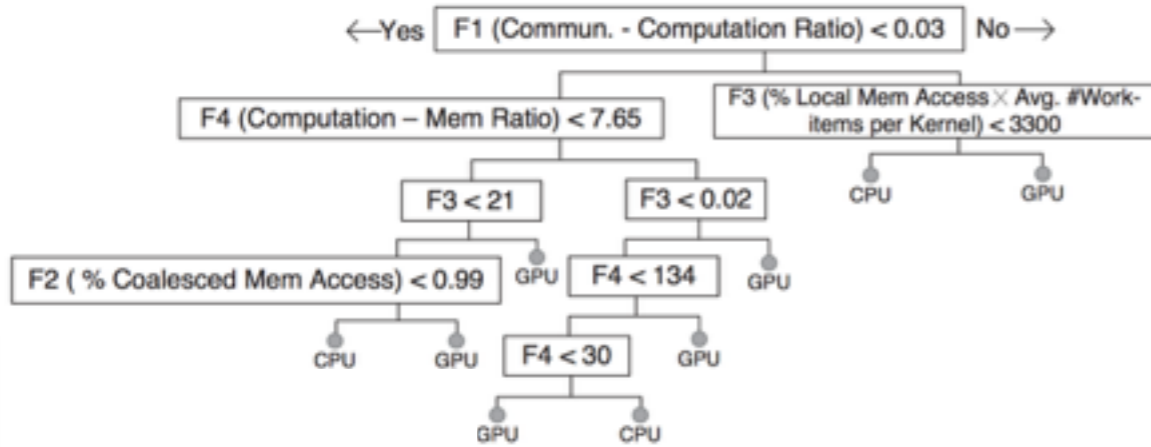 ←Yes
F1 (Commun. - Computation Ratio) < 0.03
No→
F4 (Computation – Mem Ratio) < 7.65
F3 (% Local Mem Access × Avg. #Work-
items per Kernel) < 3300
CPU
GPU
F3 < 21
F3 < 0.02
F2 ( % Coalesced Mem Access) < 0.99
GPU
F4 < 134
GPU
CPU
GPU
F4 < 30
GPU
GPU
CPU